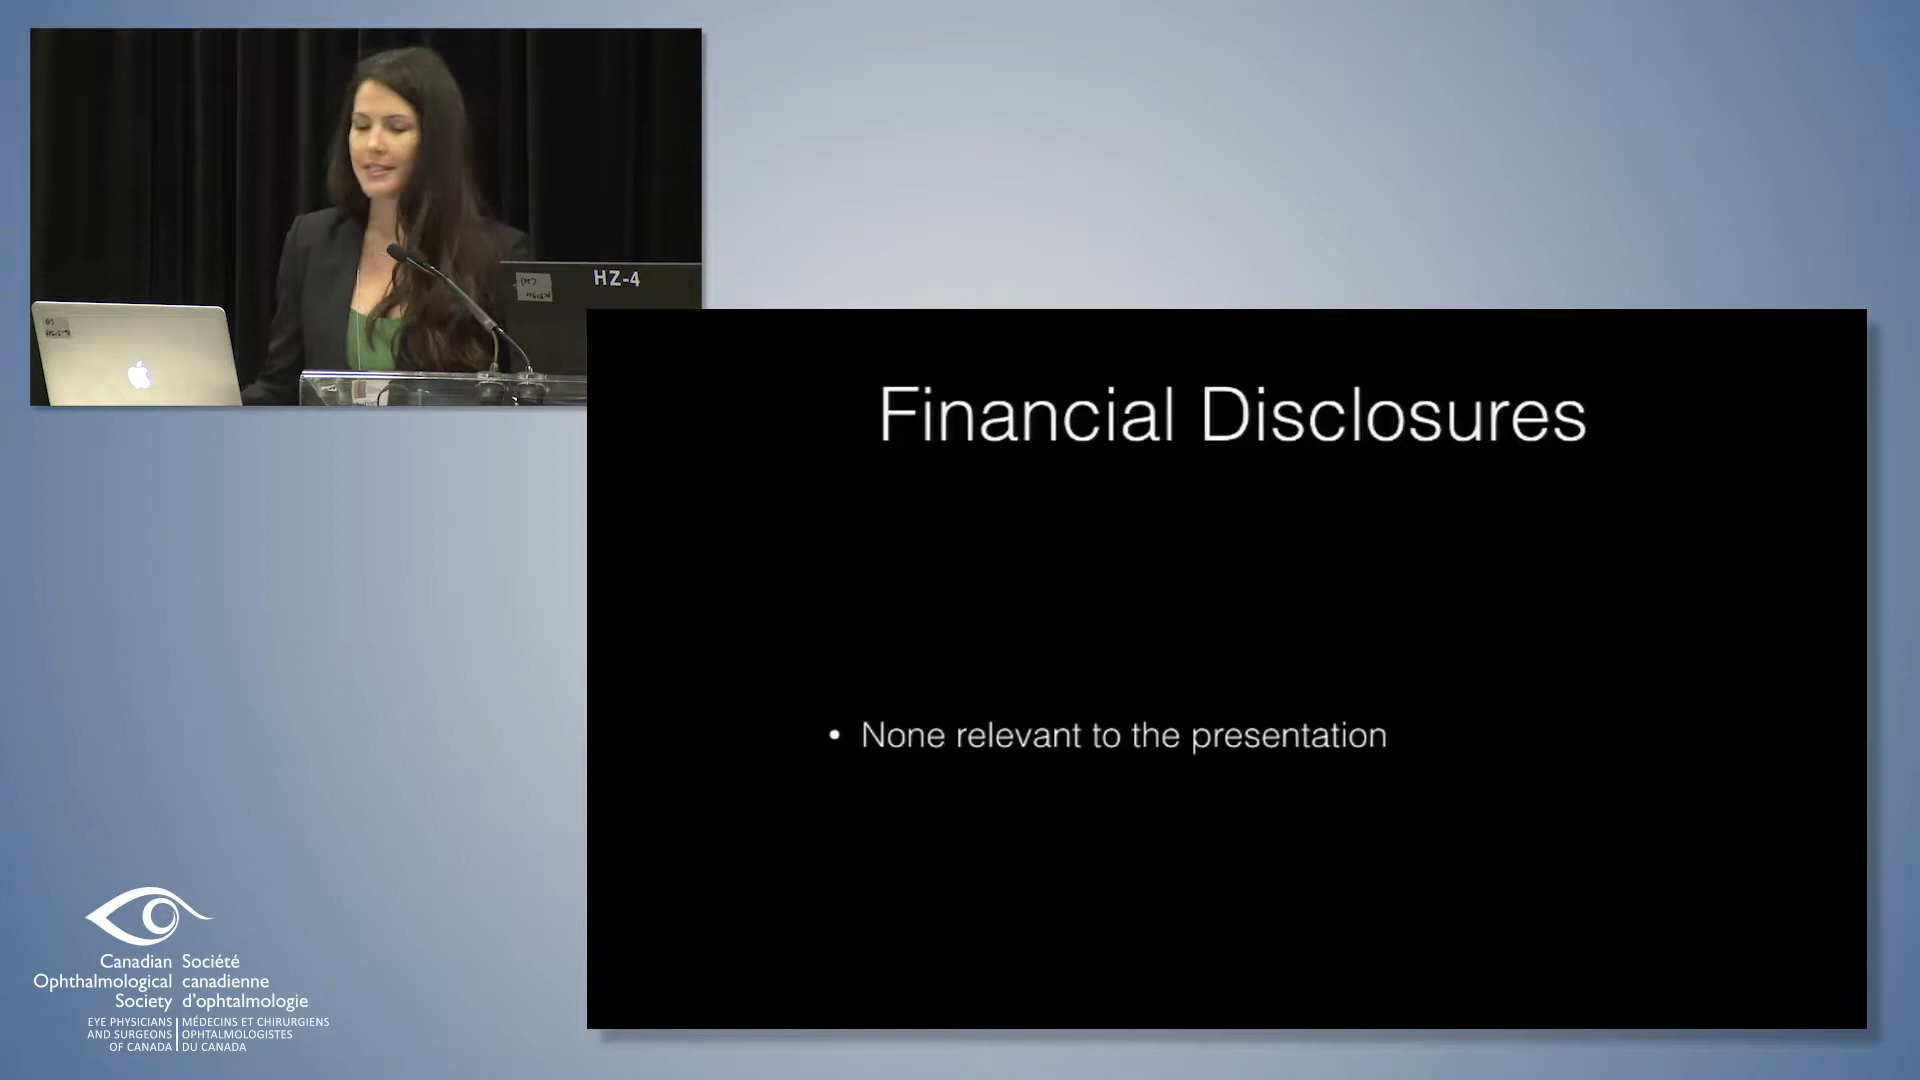 HZ-4
Financial Disclosures
• None relevant to the presentation
Canadian
Ophthalmological
Society
Société
canadienne
d'ophtalmologie
EYE PHYSICIANS
AND SURGEONS
OF CANADA
MÉDECINS ET CHIRURGIENS
OPHTALMOLOGISTES
DU CANADA